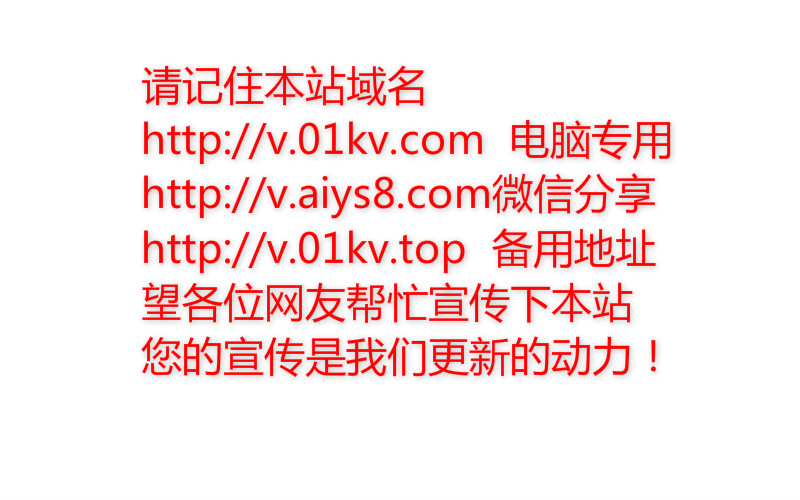 请记住本站域名
http://v.01kv.com 电脑专用
http://v.aiys8.com微信分享
http://v.01kv.top 备用地址
望各位网友帮忙宣传下本站
您的宣传是我们更新的动力！